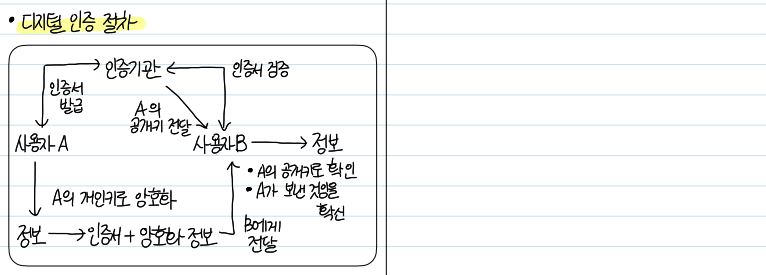 • 디지털 인증 절차
인증기관
인증서 검증
인증서
발급
A의
공개키 전달
사용자 A
사용자 B
정보
• A의 공개키로 확인
• A가 보낸 것임을
확신
A의 개인키로 암호화
정보
인증서 + 암호화 정보
B에게
전달